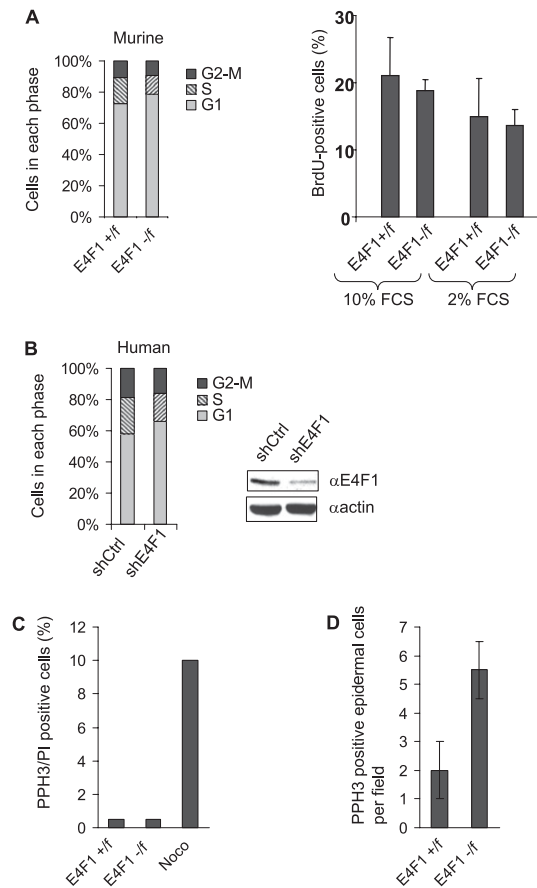 A
Murine
Cells in each phase
100%
80%
60%
40%
20%
0%
E4F1 +/f
E4F1 -/f
G2-M
S
G1
BrdU-positive cells (%)
30
20
10
0
E4F1+/f
E4F1-/f
E4F1+/f
E4F1-/f
10% FCS
2% FCS
B
Human
Cells in each phase
100%
80%
60%
40%
20%
0%
shCtrl
shE4F1
G2-M
S
G1
shCtrl
shE4F1
αE4F1
αactin
C
PPH3/PI positive cells (%)
12
10
8
6
4
2
0
E4F1 +/f
E4F1 -/f
Noco
D
PPH3 positive epidermal cells
per field
7
6
5
4
3
2
1
0
E4F1 +/f
E4F1 -/f